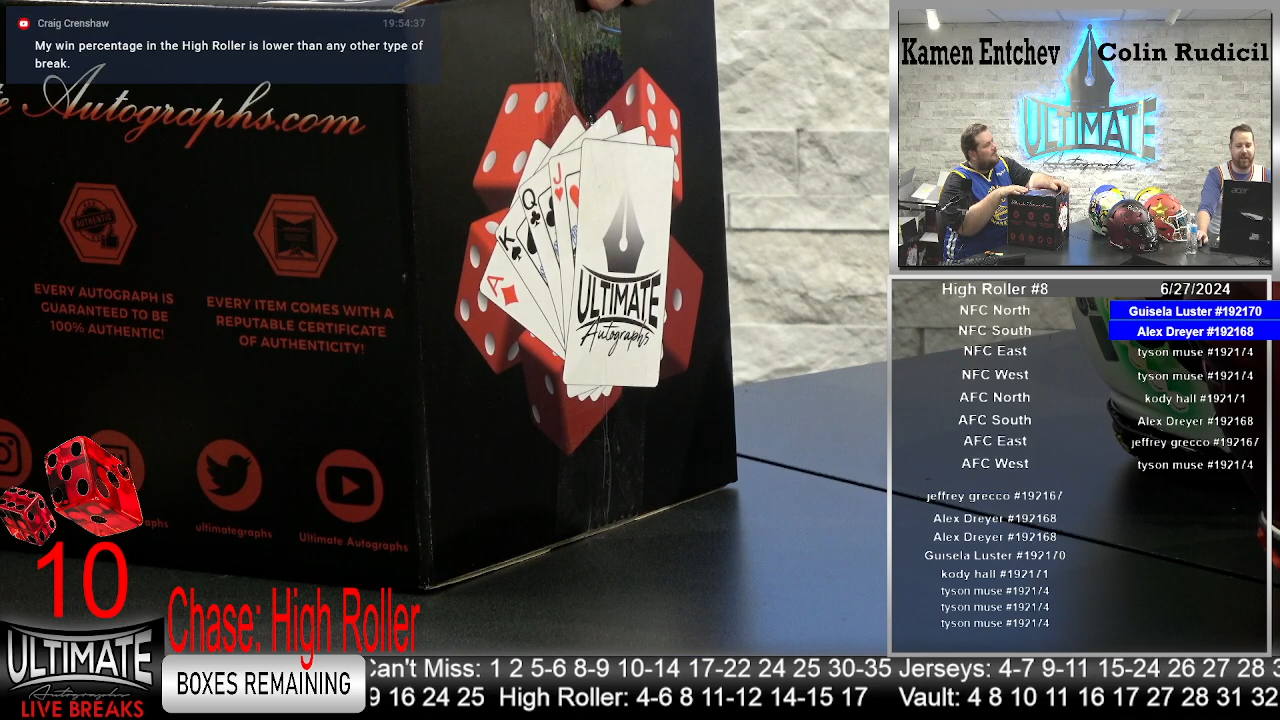 Craig Crenshaw 19:54:37
My win percentage in the High Roller is lower than any other type of
break.
Autographs.com
AUTHENTIC
EVERY AUTOGRAPH IS
GUARANTEED TO BE
100% AUTHENTIC!
EVERY ITEM COMES WITH A
REPUTABLE CERTIFICATE
OF AUTHENTICITY!
A K Q J
ULTIMATE
Autographs
ultimategraphs
Ultimate Autographs
10
Chase: High Roller
ULTIMATE
Autographs
LIVE BREAKS
BOXES REMAINING
Kamen Entchev Colin Rudicil
ULTIMATE
Autographs
acer
High Roller #8 6/27/2024
NFC North Guisela Luster #192170
NFC South Alex Dreyer #192168
NFC East tyson muse #192174
NFC West tyson muse #192174
AFC North kody hall #192171
AFC South Alex Dreyer #192168
AFC East jeffrey grecco #192167
AFC West tyson muse #192174
jeffrey grecco #192167
Alex Dreyer #192168
Alex Dreyer #192168
Guisela Luster #192170
kody hall #192171
tyson muse #192174
tyson muse #192174
tyson muse #192174
Can't Miss: 1 2 5-6 8-9 10-14 17-22 24 25 30-35 Jerseys: 4-7 9-11 15-24 26 27 28
9 16 24 25 High Roller: 4-6 8 11-12 14-15 17 Vault: 4 8 10 11 16 17 27 28 31 32